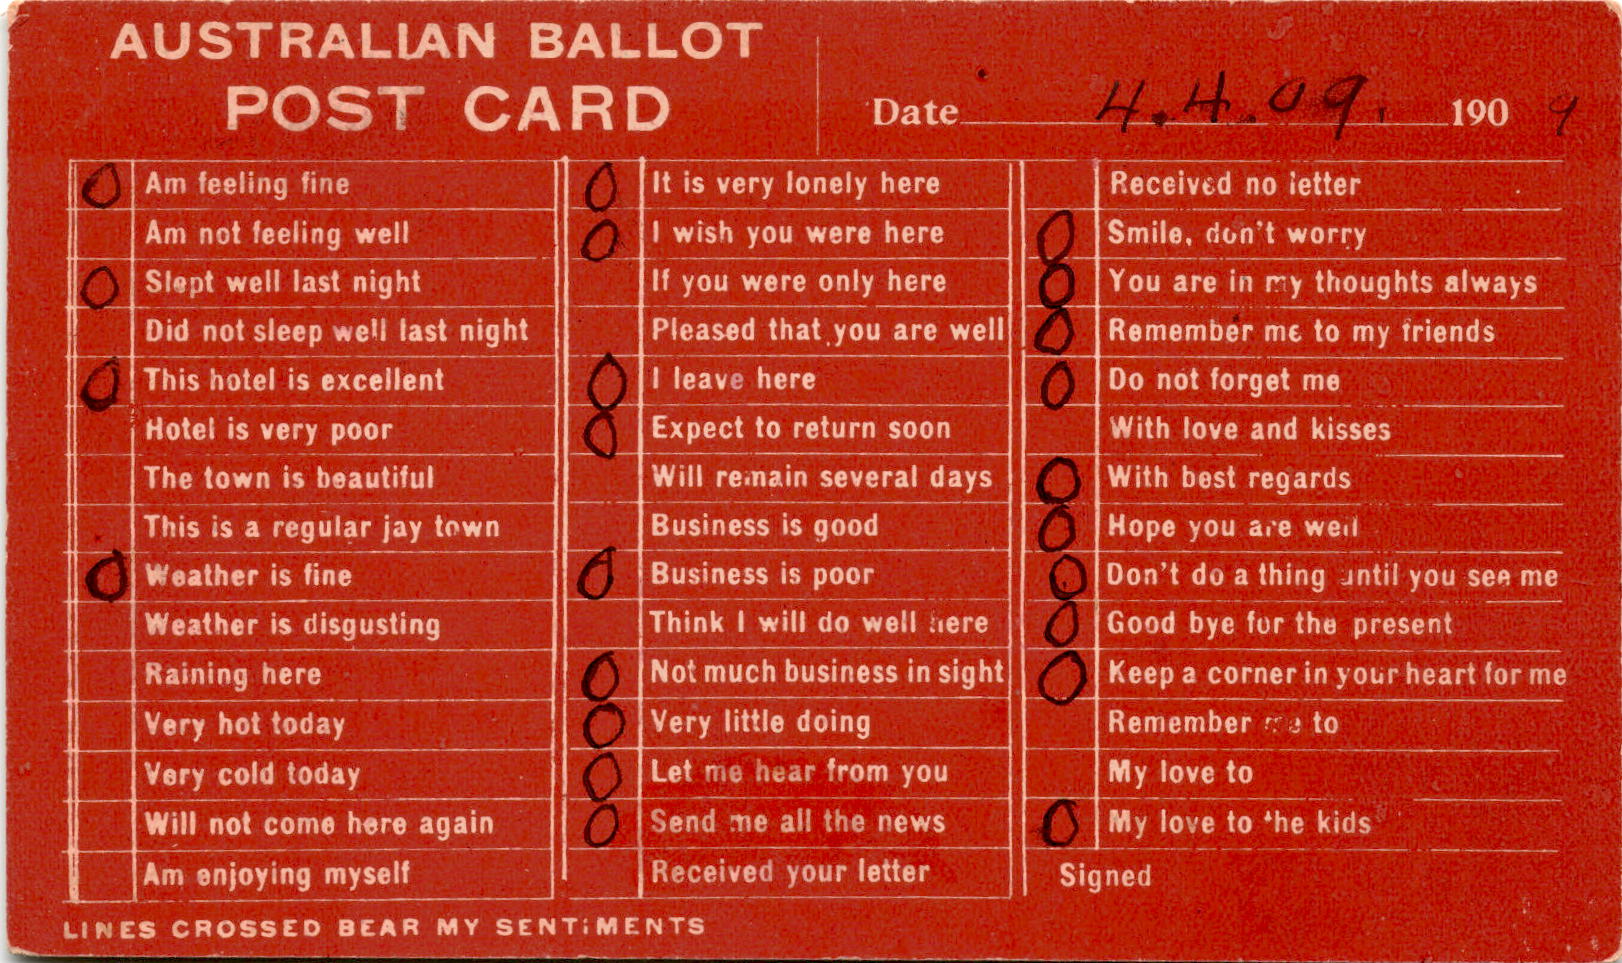 AUSTRALIAN BALLOT
POST CARD
Date 4.4.09. 190 9
O Am feeling fine
Am not feeling well
O Slept well last night
Did not sleep well last night
O This hotel is excellent
Hotel is very poor
The town is beautiful
This is a regular jay town
O Weather is fine
Weather is disgusting
Raining here
Very hot today
Very cold today
Will not come here again
Am enjoying myself
O It is very lonely here
O I wish you were here
If you were only here
Pleased that you are well
O I leave here
O Expect to return soon
Will remain several days
Business is good
O Business is poor
Think I will do well here
O Not much business in sight
O Very little doing
O Let me hear from you
O Send me all the news
Received your letter
Received no letter
O Smile, don't worry
O You are in my thoughts always
O Remember me to my friends
O Do not forget me
With love and kisses
O With best regards
O Hope you are well
O Don't do a thing until you see me
O Good bye for the present
O Keep a corner in your heart for me
Remember me to
My love to
O My love to the kids
Signed
LINES CROSSED BEAR MY SENTIMENTS